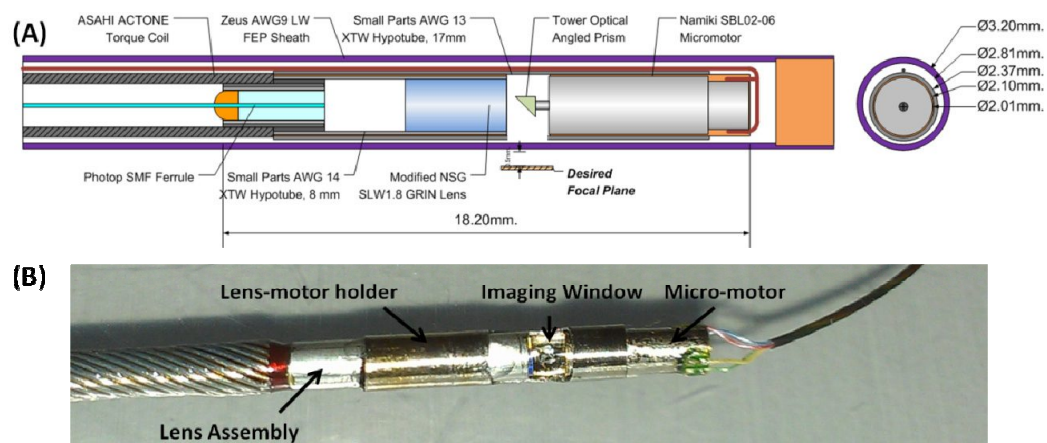 (A)
ASAHI ACTONE
Torque Coil
Zeus AWG9 LW
FEP Sheath
Small Parts AWG 13
XTW Hypotube, 17mm
Tower Optical
Angled Prism
Namiki SBL02-06
Micromotor
Ø3.20mm.
Ø2.81mm.
Ø2.37mm.
Ø2.10mm.
Ø2.01mm.
Photop SMF Ferrule
Small Parts AWG 14
XTW Hypotube, 8 mm
Modified NSG
SLW1.8 GRIN Lens
Desired
Focal Plane
18.20mm.
(B)
Lens-motor holder
Imaging Window
Micro-motor
Lens Assembly